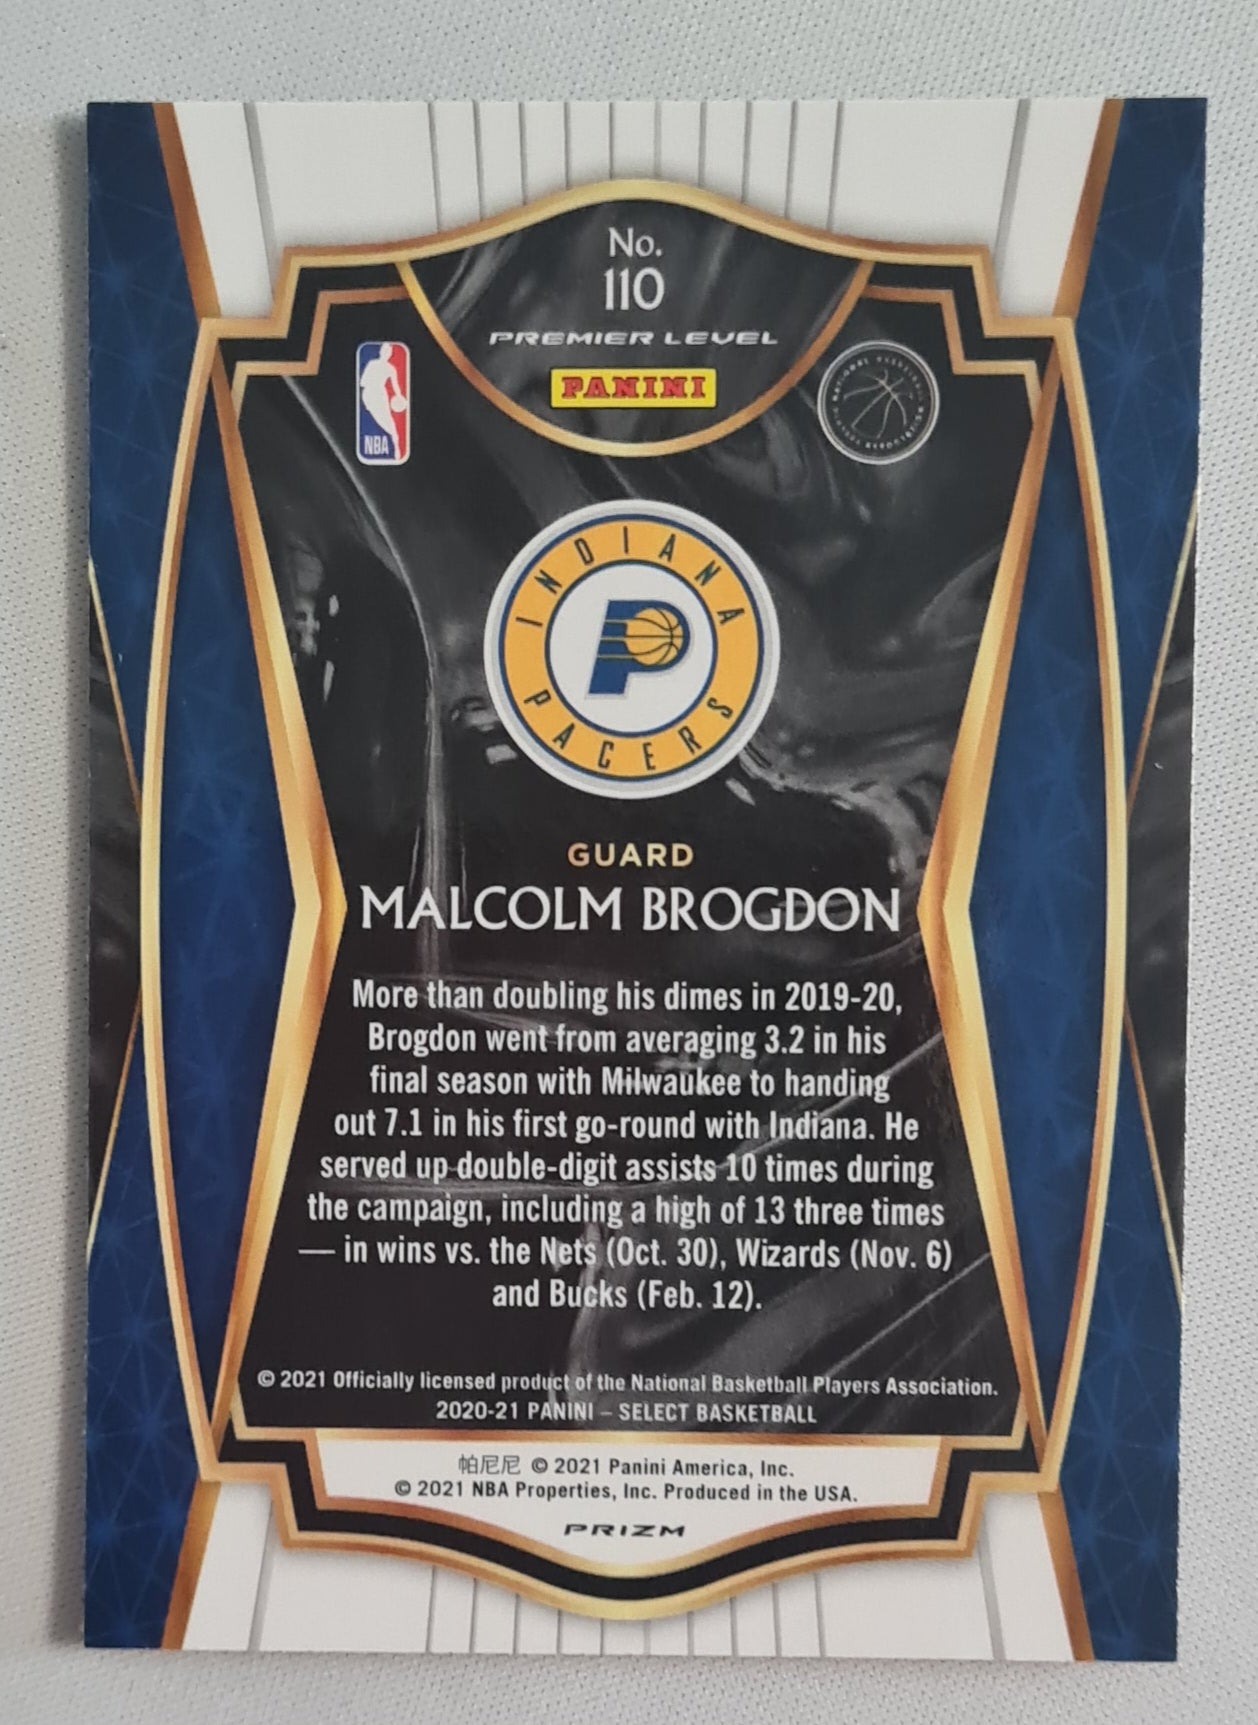 No.
110
PREMIER LEVEL
PANINI
NBA
INDIANA
PACERS
GUARD
MALCOLM BROGDON
More than doubling his dimes in 2019-20,
Brogdon went from averaging 3.2 in his
final season with Milwaukee to handing
out 7.1 in his first go-round with Indiana. He
served up double-digit assists 10 times during
the campaign, including a high of 13 three times
— in wins vs. the Nets (Oct. 30), Wizards (Nov. 6)
and Bucks (Feb. 12).
© 2021 Officially licensed product of the National Basketball Players Association.
2020-21 PANINI – SELECT BASKETBALL
帕尼尼 © 2021 Panini America, Inc.
© 2021 NBA Properties, Inc. Produced in the USA.
PRIZM